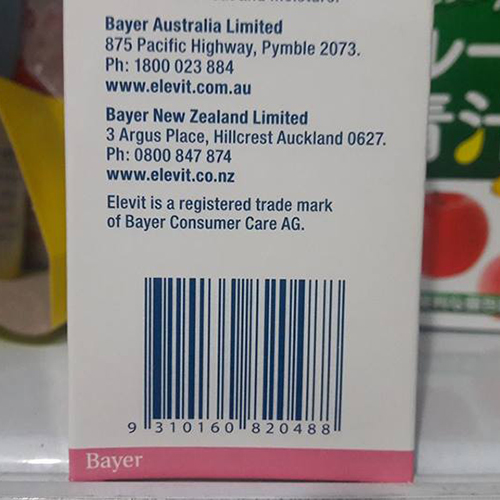 Bayer Australia Limited
875 Pacific Highway, Pymble 2073.
Ph: 1800 023 884
www.elevit.com.au
Bayer New Zealand Limited
3 Argus Place, Hillcrest Auckland 0627.
Ph: 0800 847 874
www.elevit.co.nz
Elevit is a registered trade mark
of Bayer Consumer Care AG.
9 310160 820488
Bayer
青汁